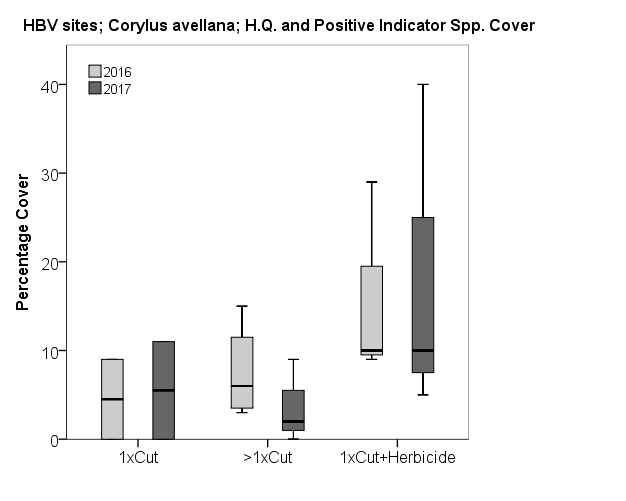 HBV sites; Corylus avellana; H.Q. and Positive Indicator Spp. Cover
2016
2017
Percentage Cover
40
30
20
10
0
1xCut
>1xCut
1xCut+Herbicide